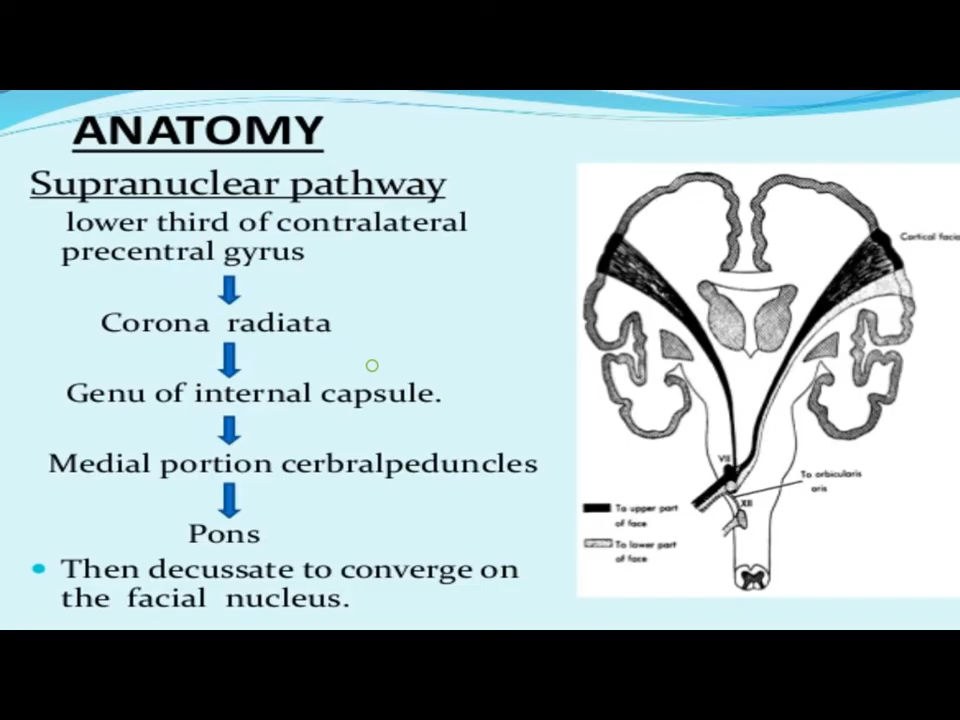 ANATOMY
Supranuclear pathway
lower third of contralateral
precentral gyrus
Corona radiata
Genu of internal capsule.
Medial portion cerbralpeduncles
Pons
Then decussate to converge on
the facial nucleus.
Cortical facia
VII
To orbicularis
oris
XII
To upper part
of face
To lower part
of face